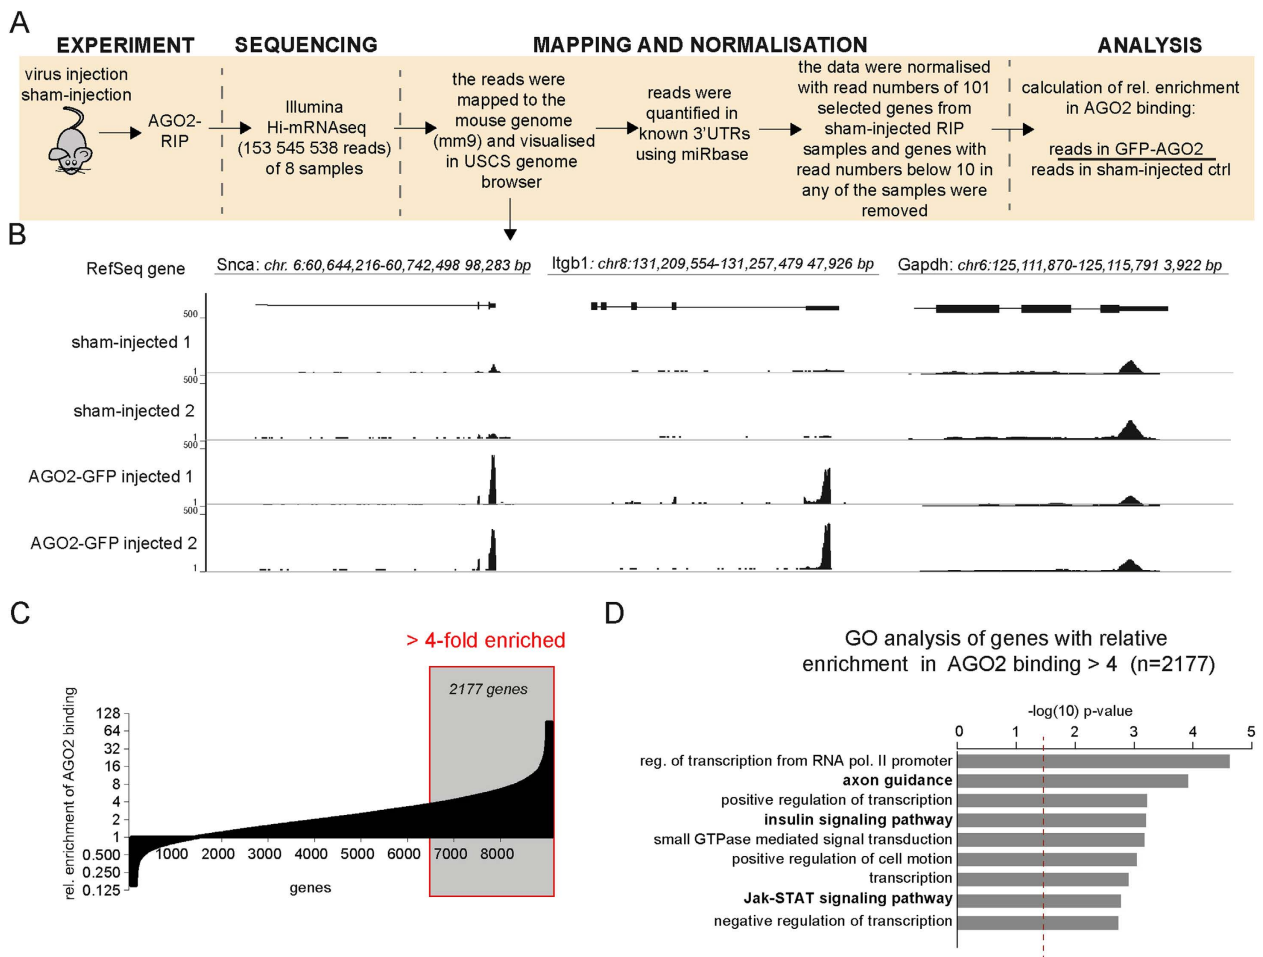 A
EXPERIMENT
SEQUENCING
MAPPING AND NORMALISATION
ANALYSIS
virus injection
sham-injection
AGO2-
RIP
Illumina
Hi-mRNAseq
(153 545 538 reads)
of 8 samples
the reads were
mapped to the
mouse genome
(mm9) and visualised
in USCS genome
browser
reads were
quantified in
known 3'UTRs
using miRbase
the data were normalised
with read numbers of 101
selected genes from
sham-injected RIP
samples and genes with
read numbers below 10 in
any of the samples were
removed
calculation of rel. enrichment
in AGO2 binding:
reads in GFP-AGO2
reads in sham-injected ctrl
B
RefSeq gene
Snca: chr. 6:60,644,216-60,742,498 98,283 bp
Itgb1: chr8:131,209,554-131,257,479 47,926 bp
Gapdh: chr6:125,111,870-125,115,791 3,922 bp
500
sham-injected 1
1
500
sham-injected 2
1
500
AGO2-GFP injected 1
1
500
AGO2-GFP injected 2
1
C
> 4-fold enriched
2177 genes
rel. enrichment of AGO2 binding
128
64
32
16
8
4
2
1
0.500
0.250
0.125
1000 2000 3000 4000 5000 6000 7000 8000
genes
D
GO analysis of genes with relative
enrichment in AGO2 binding > 4 (n=2177)
-log(10) p-value
0 1 2 3 4 5
reg. of transcription from RNA pol. II promoter
axon guidance
positive regulation of transcription
insulin signaling pathway
small GTPase mediated signal transduction
positive regulation of cell motion
transcription
Jak-STAT signaling pathway
negative regulation of transcription